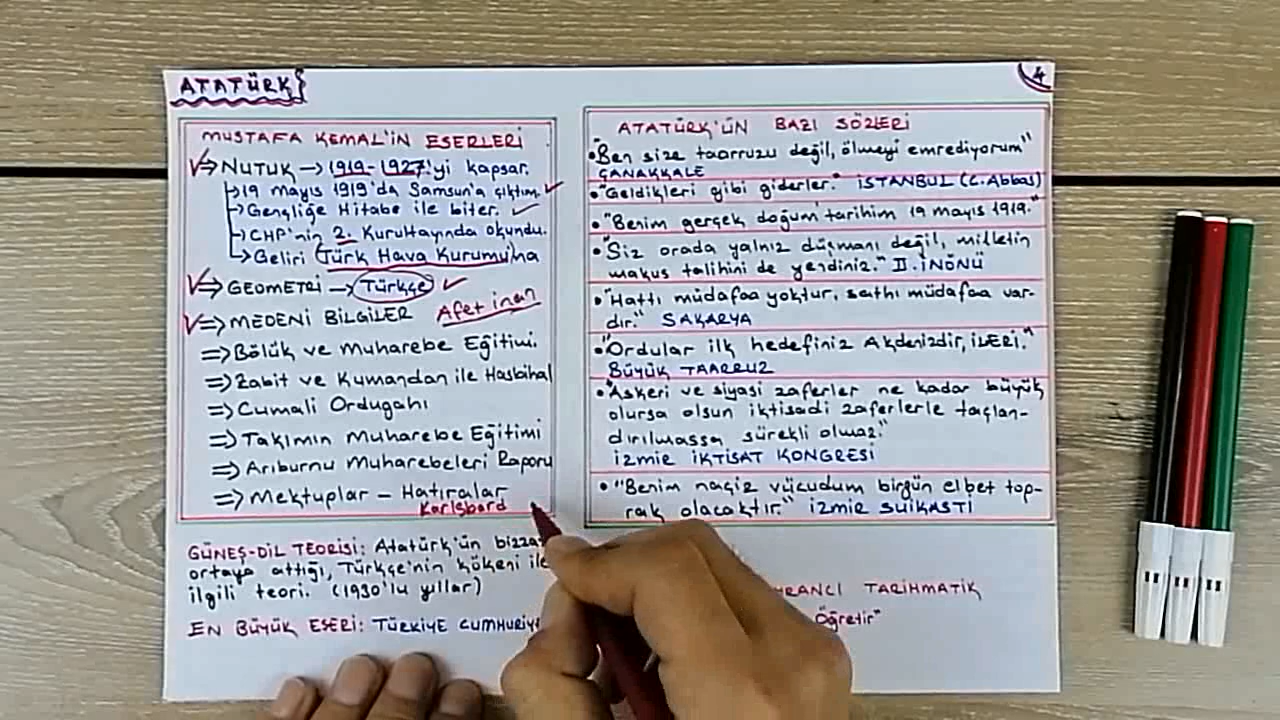 ATATÜRK
4
MUSTAFA KEMAL'İN ESERLERİ
⇒ NUTUK → 1919-1927'yi kapsar.
→ 19 mayıs 1919'da Samsun'a çıktım.
→ Gençliğe Hitabe ile biter.
→ CHP'nin 2. Kurultayında okundu.
→ Geliri Türk Hava Kurumu'na
⇒ GEOMETRİ → Türkçe
⇒ MEDENİ BİLGİLER Afet inan
⇒ Bölük ve Muharebe Eğitimi
⇒ Zabit ve Kumandan ile Hasbihal
⇒ Cumali Ordugahı
⇒ Takımın Muharebe Eğitimi
⇒ Arıburnu Muharebeleri Raporu
⇒ Mektuplar - Hatıralar
Karlsbard
GÜNEŞ-DİL TEORİSİ: Atatürk'ün
ortaya attığı, Türkçe'nin kökeni ile
ilgili teori. (1930'lu yıllar)
EN BÜYÜK ESERİ: TÜRKİYE
ATATÜRK'ÜN BAZI SÖZLERİ
• "Ben size taarruzu değil, ölmeyi emrediyorum"
ÇANAKKALE
• "Geldikleri gibi giderler." İSTANBUL (C. Abbas)
• "Benim gerçek doğum tarihim 19 mayıs 1919."
• "Siz orada yalnız düşmanı değil, milletin
makus talihini de yendiniz." II. İNÖNÜ
• "Hattı müdafaa yoktur, sathı müdafaa var-
dır." SAKARYA
• "Ordular ilk hedefiniz Akdenizdir, İLERİ."
BÜYÜK TAARRUZ
• "Askeri ve siyasi zaferler ne kadar büyük
olursa olsun iktisadi zaferlerle taçlan-
dırılmassa sürekli olmaz."
İZMİR İKTİSAT KONGRESİ
• "Benim naçiz vücudum birgün elbet top-
rak olacaktır." İZMİR SUİKASTI
TARİHMATİK
Öğretir"